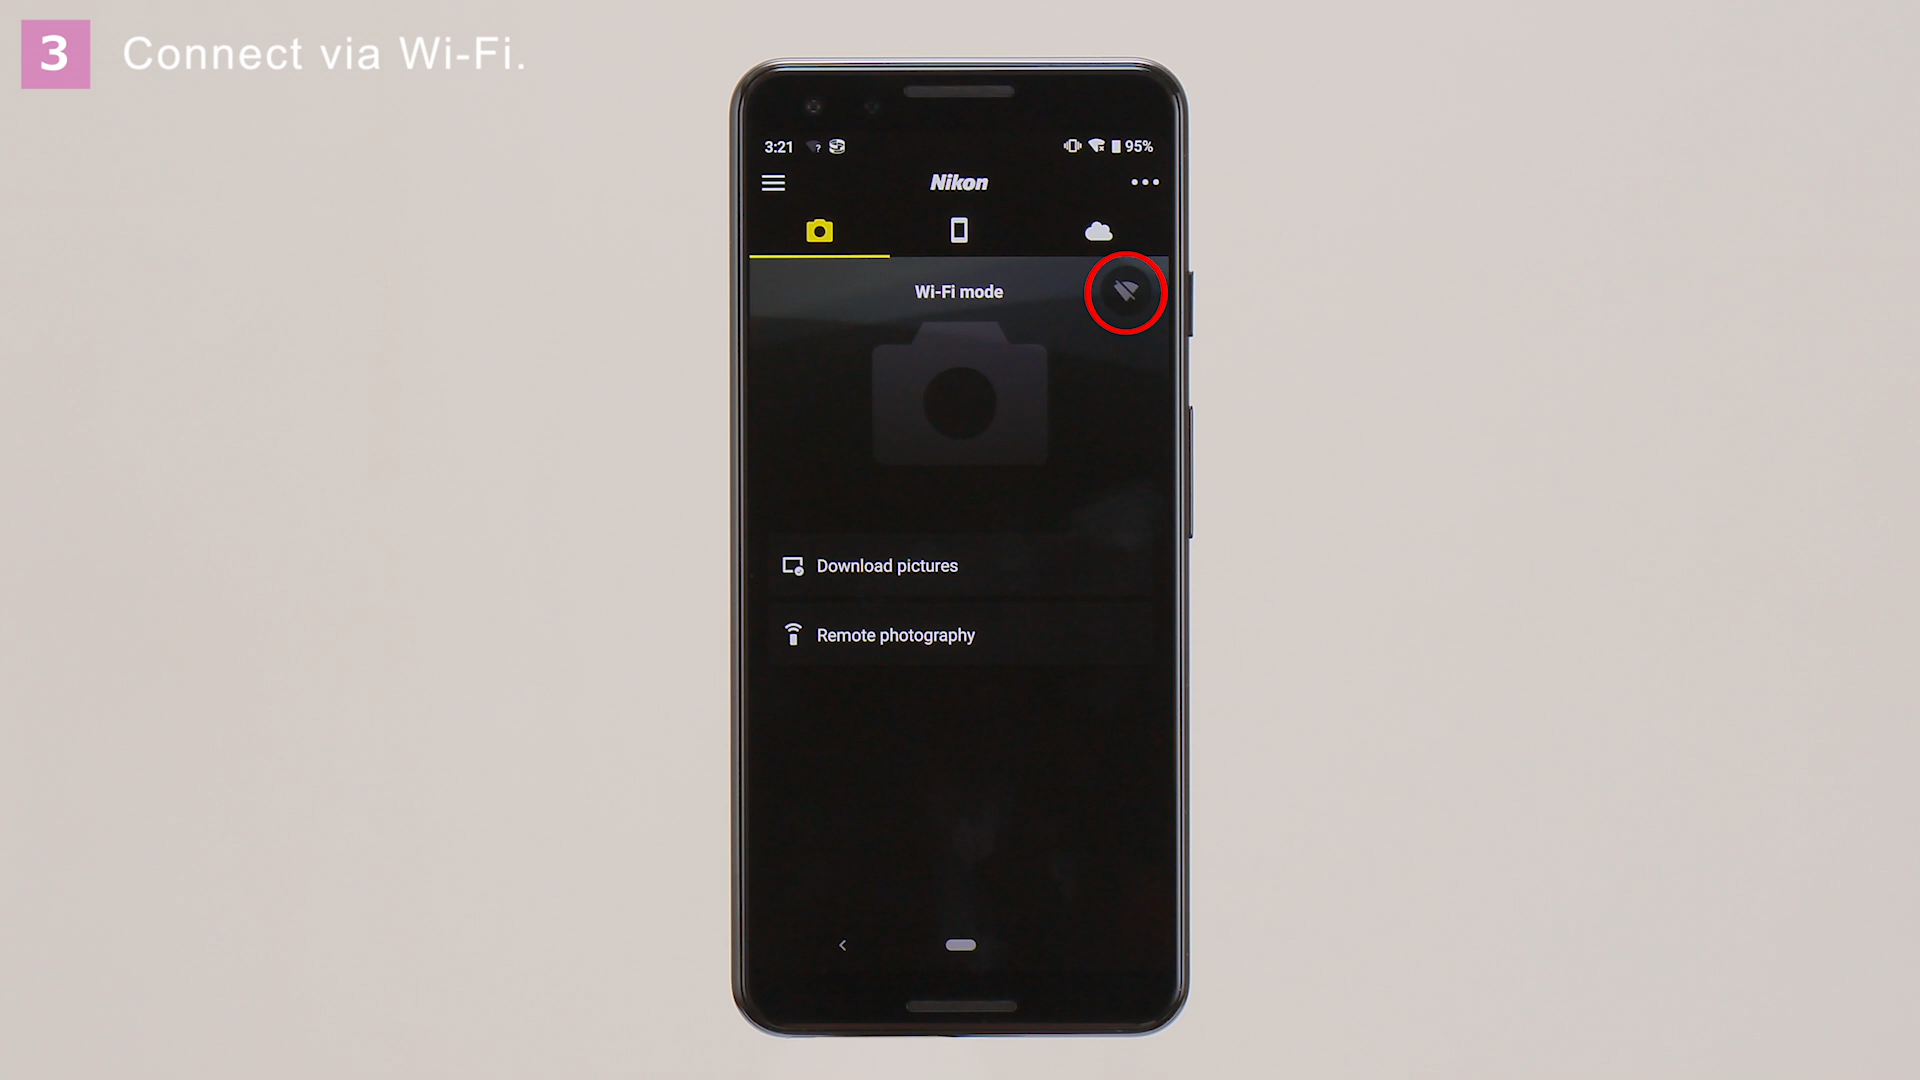 3 Connect via Wi-Fi.
3:21 95%
Nikon
Wi-Fi mode
Download pictures
Remote photography